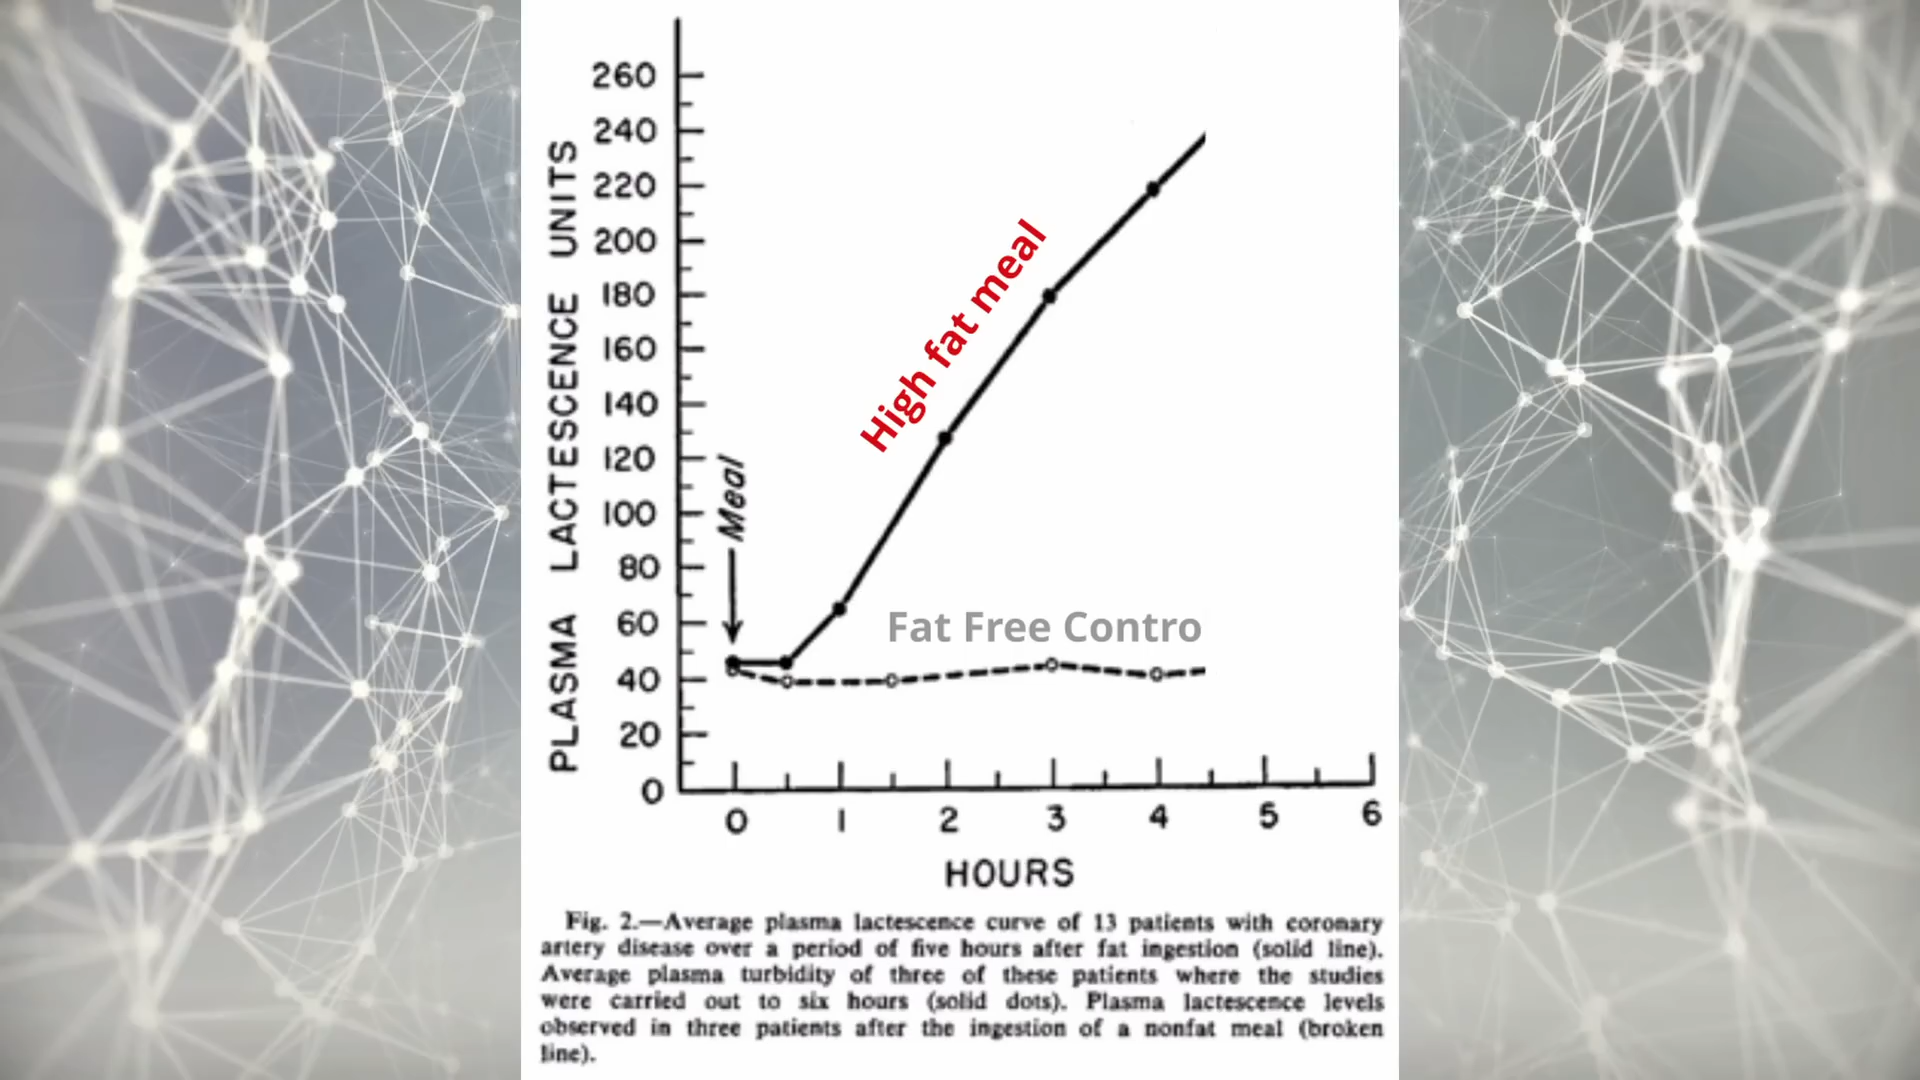 260
240
220
200
180
160
140
120
100
80
60
40
20
0
PLASMA LACTESCENCE UNITS
Meal
High fat meal
Fat Free Contro
0 1 2 3 4 5 6
HOURS
Fig. 2.—Average plasma lactescence curve of 13 patients with coronary
artery disease over a period of five hours after fat ingestion (solid line).
Average plasma turbidity of three of these patients where the studies
were carried out to six hours (solid dots). Plasma lactescence levels
observed in three patients after the ingestion of a nonfat meal (broken
line).